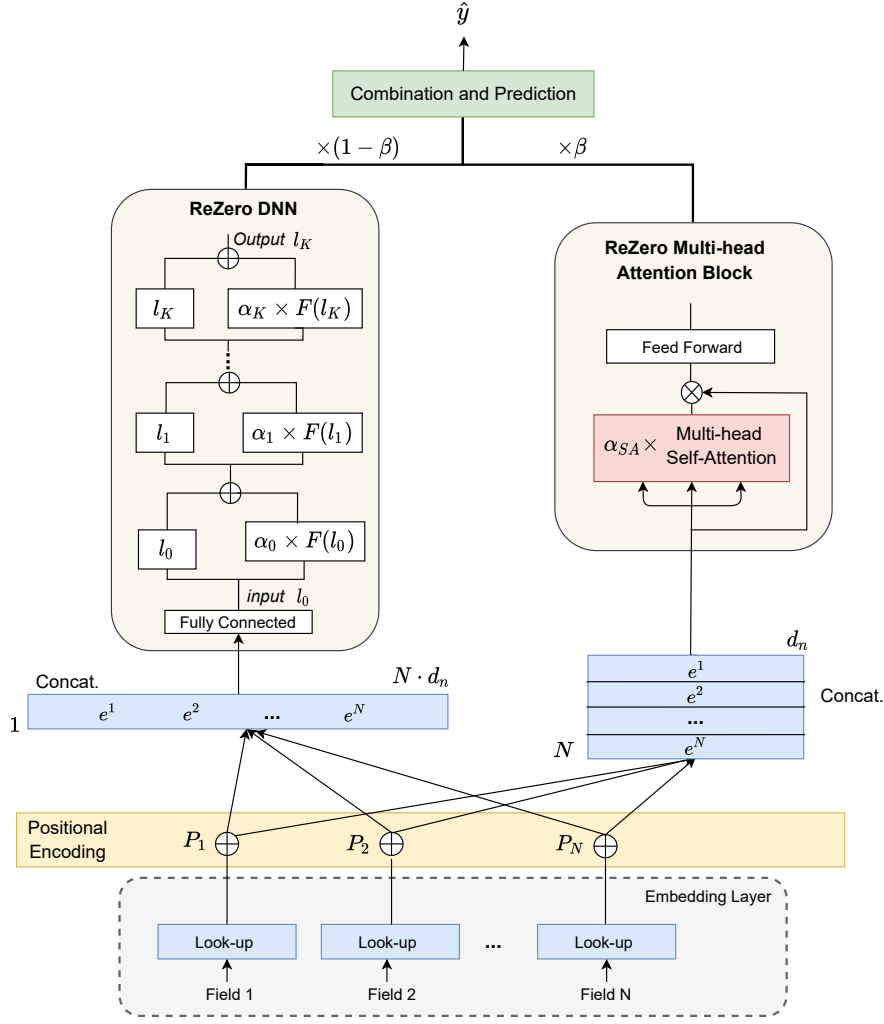 ŷ
Combination and Prediction
×(1 − β)
×β
ReZero DNN
Output l_K
l_K
α_K × F(l_K)
l_1
α_1 × F(l_1)
l_0
α_0 × F(l_0)
input l_0
Fully Connected
ReZero Multi-head
Attention Block
Feed Forward
α_SA × Multi-head
Self-Attention
Concat.
N · d_n
1
e^1 e^2 ... e^N
d_n
e^1
e^2
...
e^N
N
Concat.
Positional
Encoding
P_1
P_2
P_N
Embedding Layer
Look-up
Look-up
...
Look-up
Field 1
Field 2
Field N